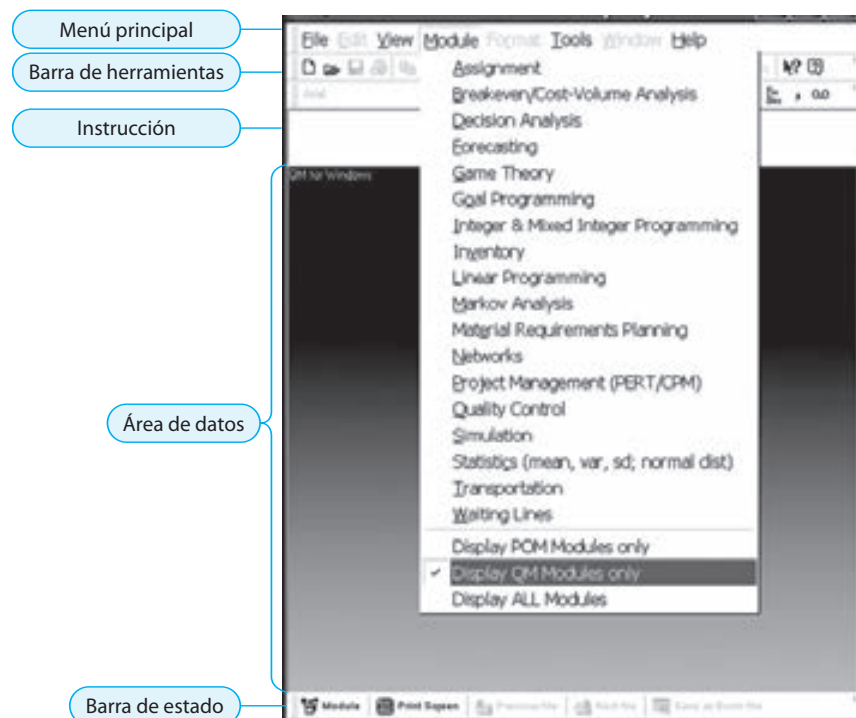 Menú principal
File Edit View Module Format Tools Window Help
Barra de herramientas
Instrucción
QM for Windows
Assignment
Breakeven/Cost-Volume Analysis
Decision Analysis
Forecasting
Game Theory
Goal Programming
Integer & Mixed Integer Programming
Inventory
Linear Programming
Markov Analysis
Material Requirements Planning
Networks
Project Management (PERT/CPM)
Quality Control
Simulation
Statistics (mean, var, sd; normal dist)
Transportation
Waiting Lines
Display POM Modules only
Display QM Modules only
Display ALL Modules
Área de datos
Barra de estado
Module Print Screen